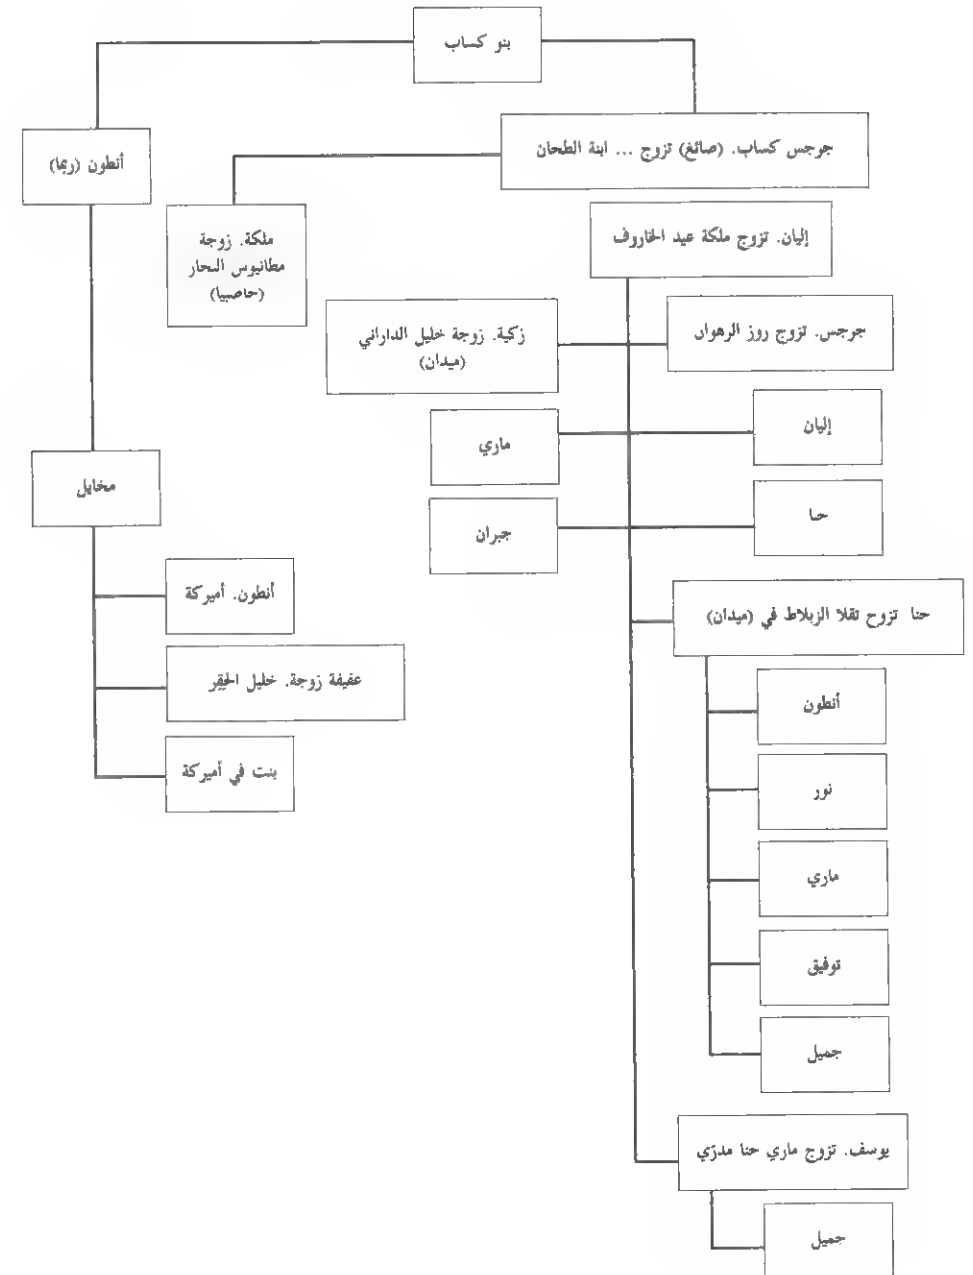 بنو كساب
جرجس كساب. (صائغ) تزوج ... ابنة الطحان
أنطون (ربما)
ملكة. زوجة
مطانيوس النحار
(حاصبيا)
إليان. تزوج ملكة عيد الخاروف
جرجس. تزوج روز الرهوان
زكية. زوجة خليل الداراني
(ميدان)
إليان
ماري
حنا
جبران
مخايل
أنطون. أميركة
عفيفة زوجة. خليل الحَقِر
بنت في أميركة
حنا تزوج تقلا الزبلاط في (ميدان)
أنطون
نور
ماري
توفيق
جميل
يوسف. تزوج ماري حنا مدرّي
جميل